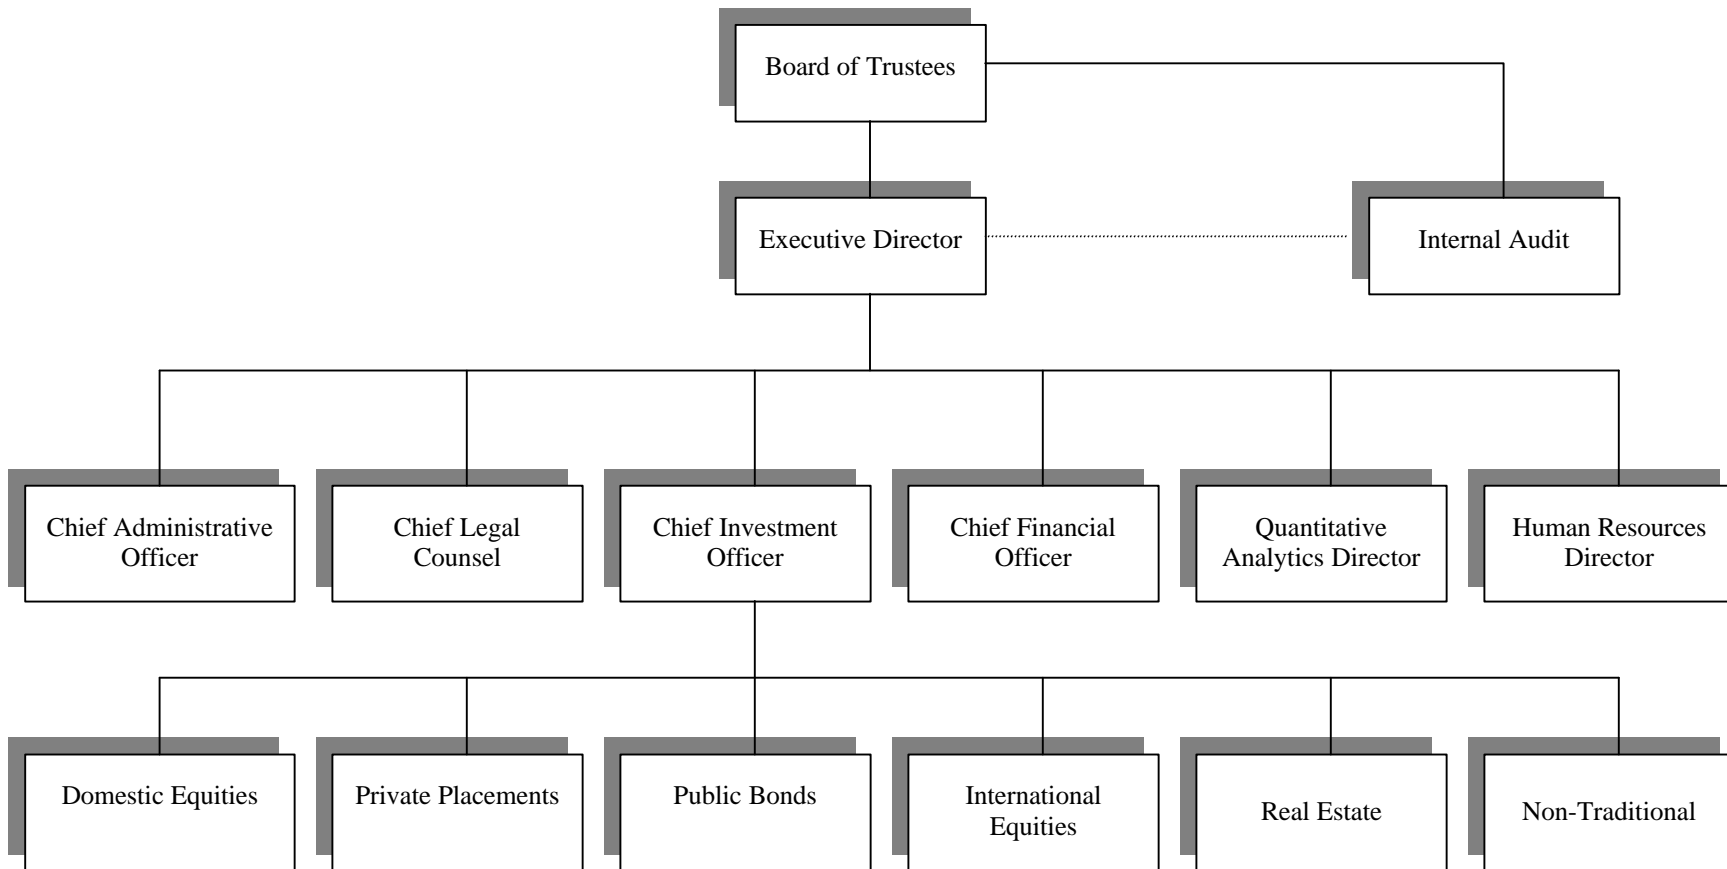 Board of Trustees
Executive Director
Internal Audit
Chief Administrative
Officer
Chief Legal
Counsel
Chief Investment
Officer
Chief Financial
Officer
Quantitative
Analytics Director
Human Resources
Director
Domestic Equities
Private Placements
Public Bonds
International
Equities
Real Estate
Non-Traditional